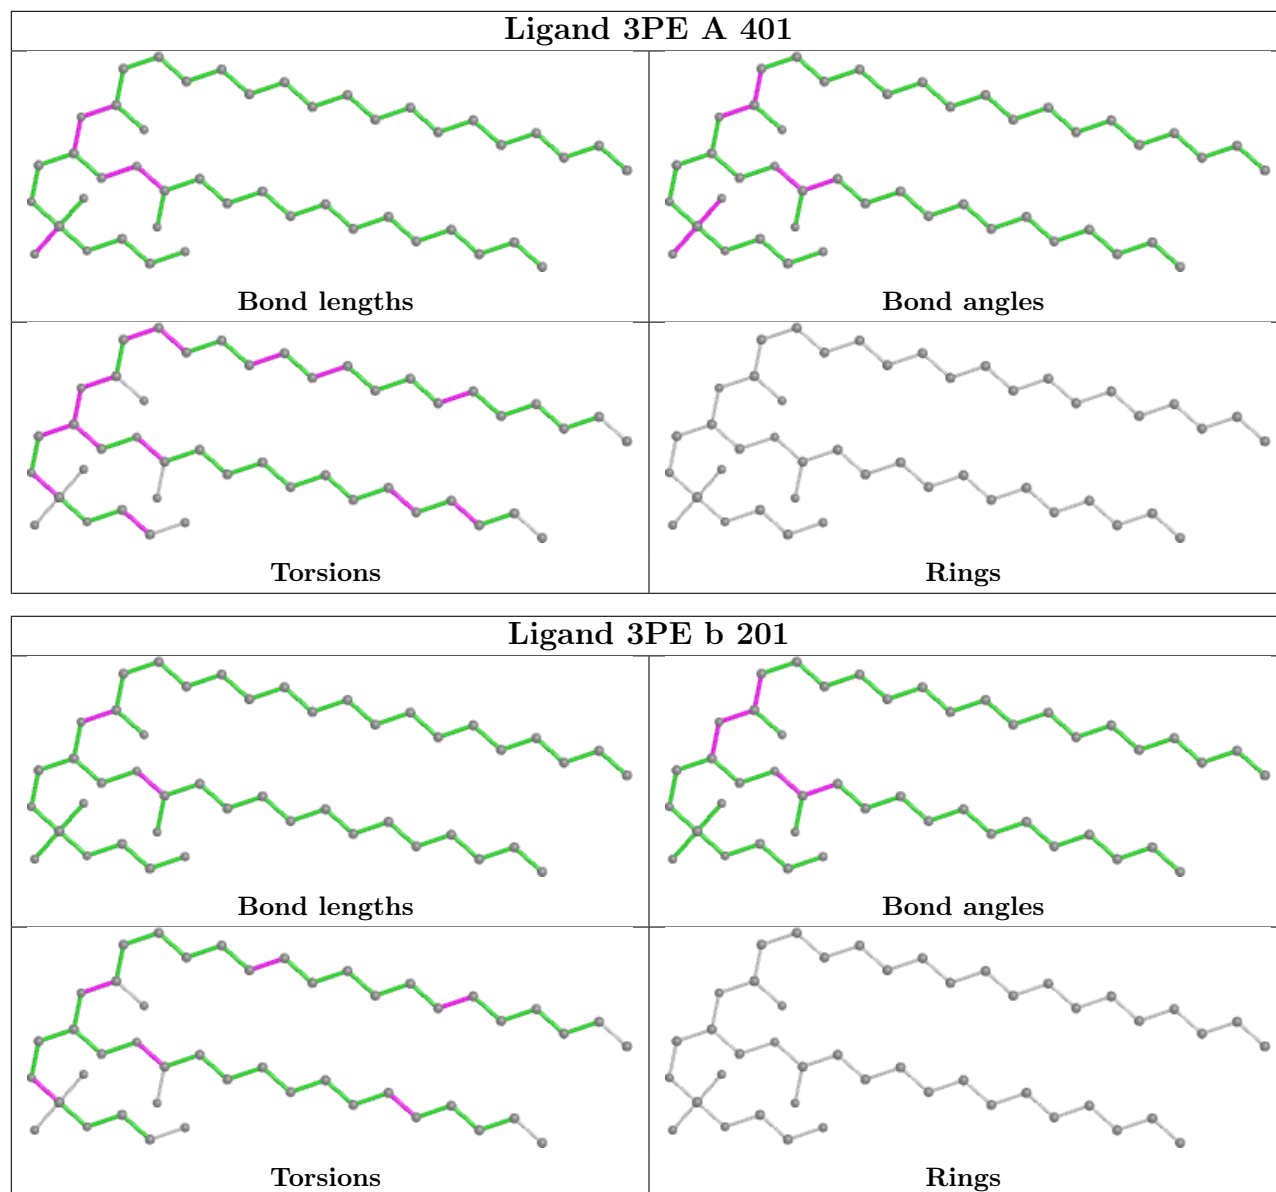 Ligand 3PE A 401
Bond lengths
Bond angles
Torsions
Rings
Ligand 3PE b 201
Bond lengths
Bond angles
Torsions
Rings